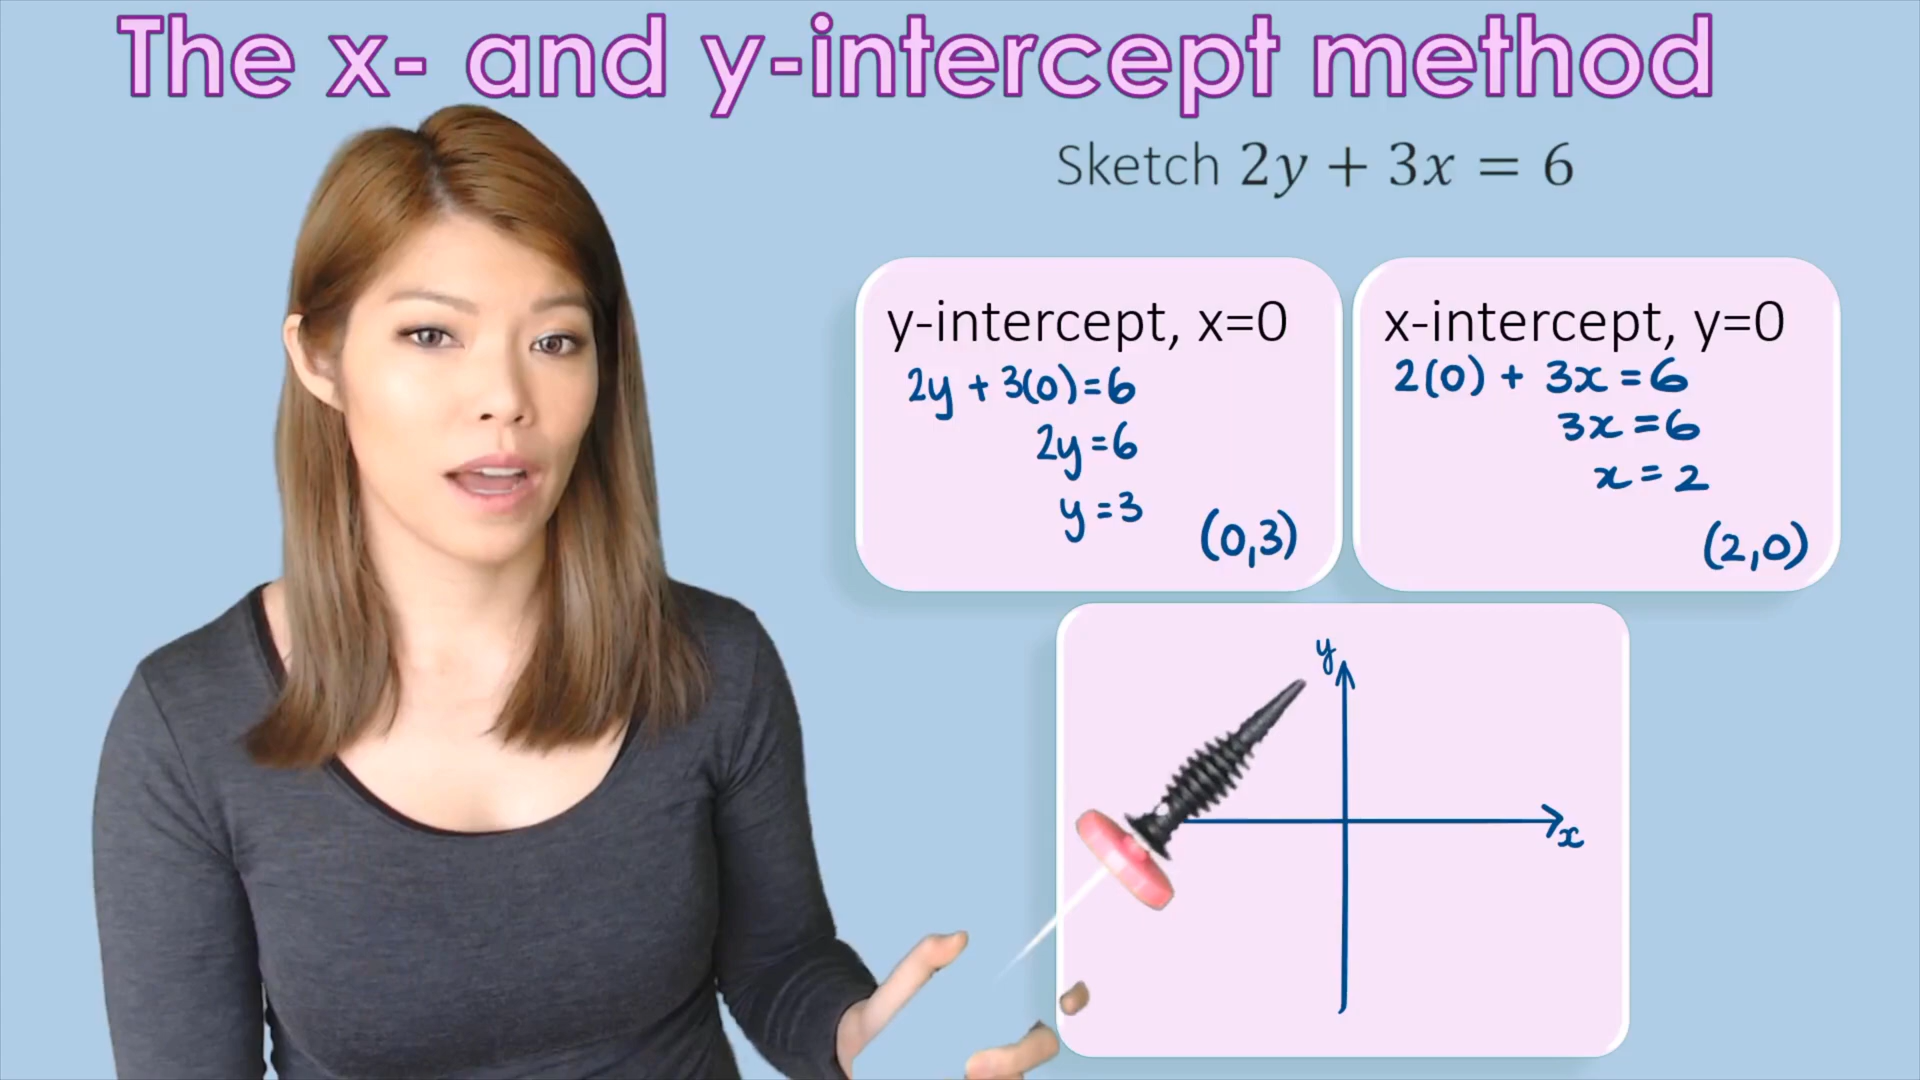 The x- and y-intercept method
Sketch 2y + 3x = 6
y-intercept, x=0
2y + 3(0)=6
2y=6
y=3
(0,3)
x-intercept, y=0
2(0) + 3x=6
3x=6
x=2
(2,0)
y
x